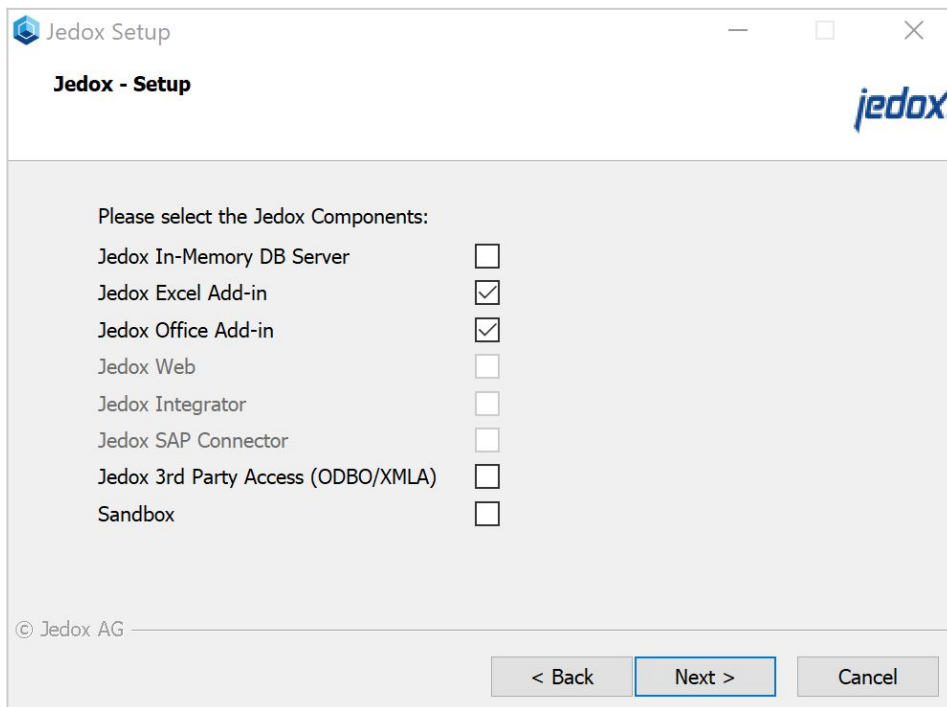 Jedox Setup
Jedox - Setup
jedox.
Please select the Jedox Components:
Jedox In-Memory DB Server
Jedox Excel Add-in
Jedox Office Add-in
Jedox Web
Jedox Integrator
Jedox SAP Connector
Jedox 3rd Party Access (ODBO/XMLA)
Sandbox
© Jedox AG
< Back Next > Cancel